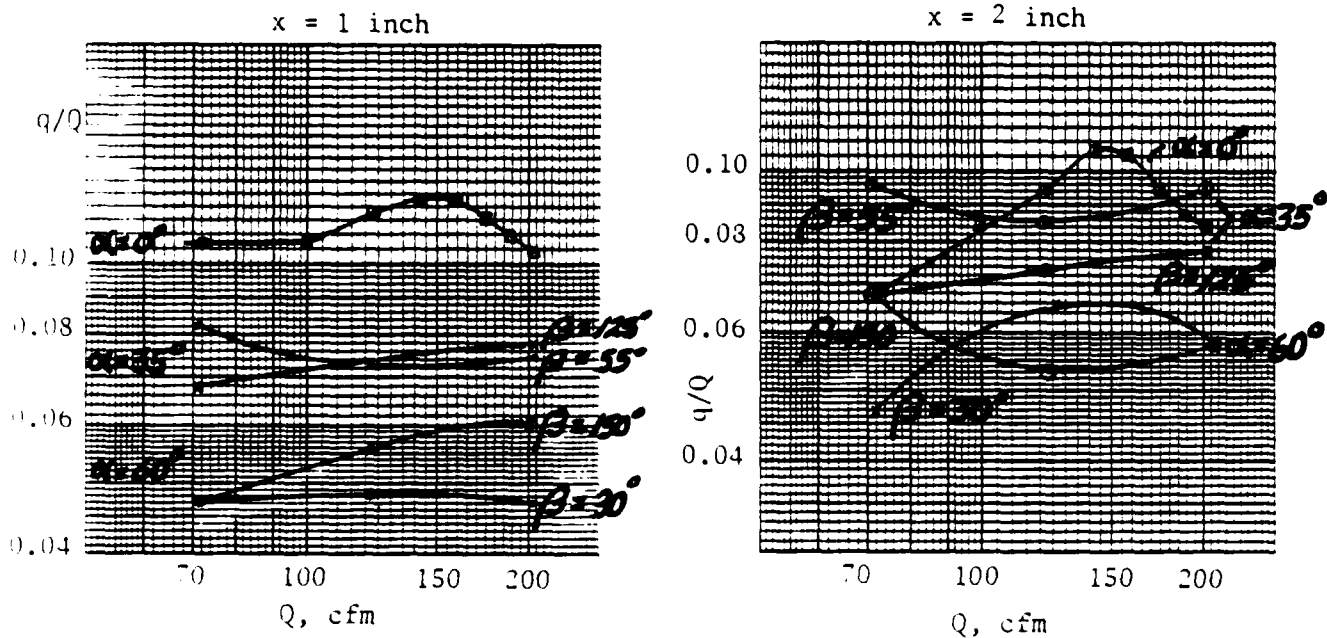 x = 1 inch
q/Q
α=0°
0.10
0.08
β=125°
α=35°
β=55°
0.06
β=150°
α=60°
β=30°
0.04
70 100 150 200
Q, cfm
x = 2 inch
0.10
α=0°
β=55°
α=35°
0.03
β=125°
0.06
β=150
α=60°
q/Q
β=30°
0.04
70 100 150 200
Q, cfm